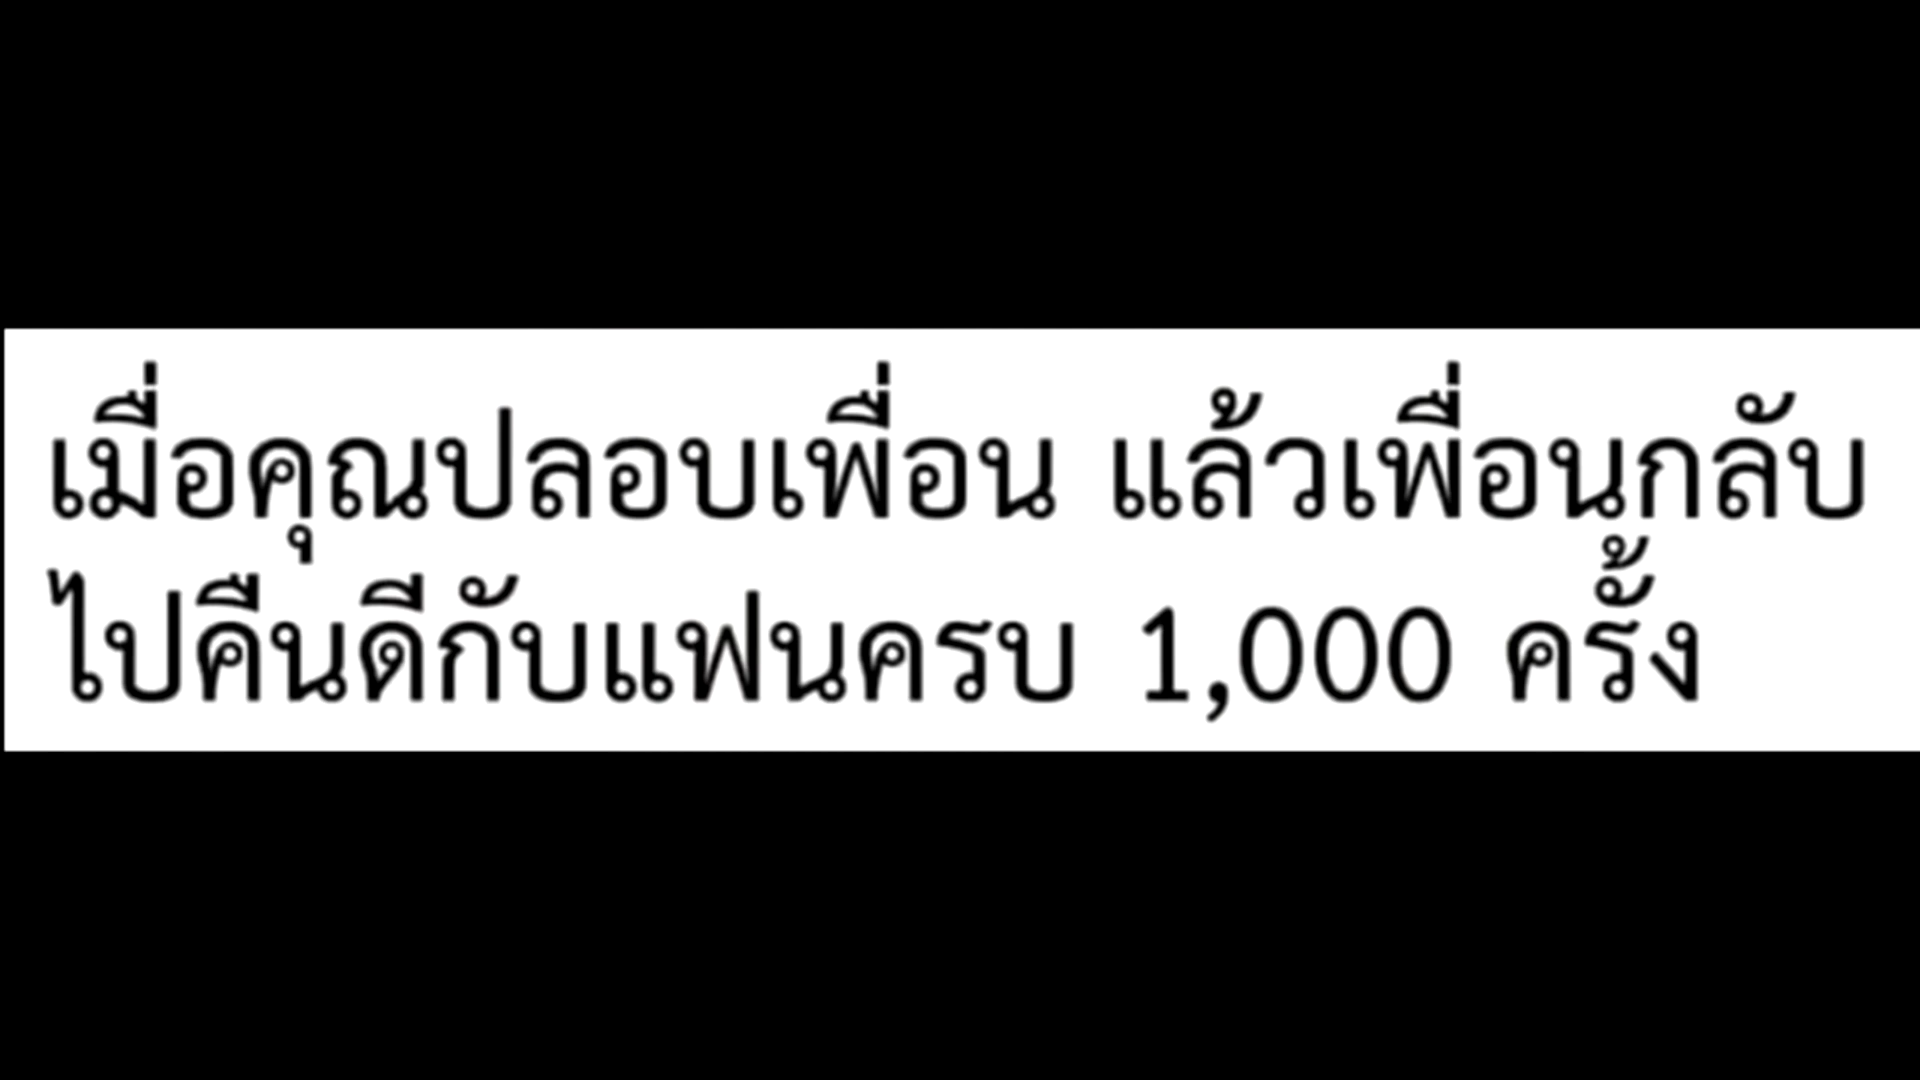 เมื่อคุณปลอบเพื่อน แล้วเพื่อนกลับ
ไปคืนดีกับแฟนครบ 1,000 ครั้ง